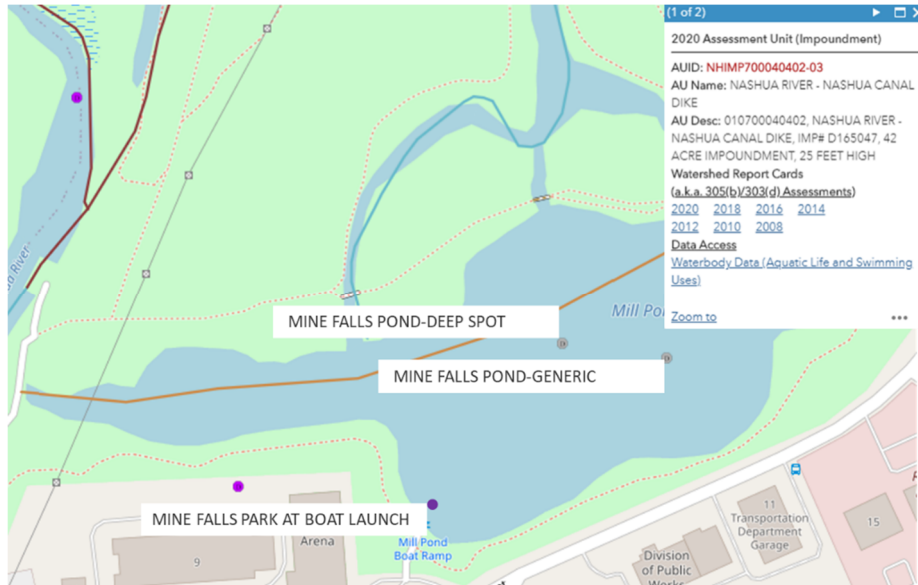 (1 of 2)
2020 Assessment Unit (Impoundment)
AUID: NHIMP700040402-03
AU Name: NASHUA RIVER - NASHUA CANAL
DIKE
AU Desc: 010700040402, NASHUA RIVER -
NASHUA CANAL DIKE, IMP# D165047, 42
ACRE IMPOUNDMENT, 25 FEET HIGH
Watershed Report Cards
(a.k.a. 305(b)/303(d) Assessments)
2020 2018 2016 2014
2012 2010 2008
Data Access
Waterbody Data (Aquatic Life and Swimming
Uses)
Zoom to
River
Mill
MINE FALLS POND-DEEP SPOT
MINE FALLS POND-GENERIC
MINE FALLS PARK AT BOAT LAUNCH
Arena
9
Mill Pond
Boat Ramp
11
Transportation
Department
Garage
15
Division
of Public
Works